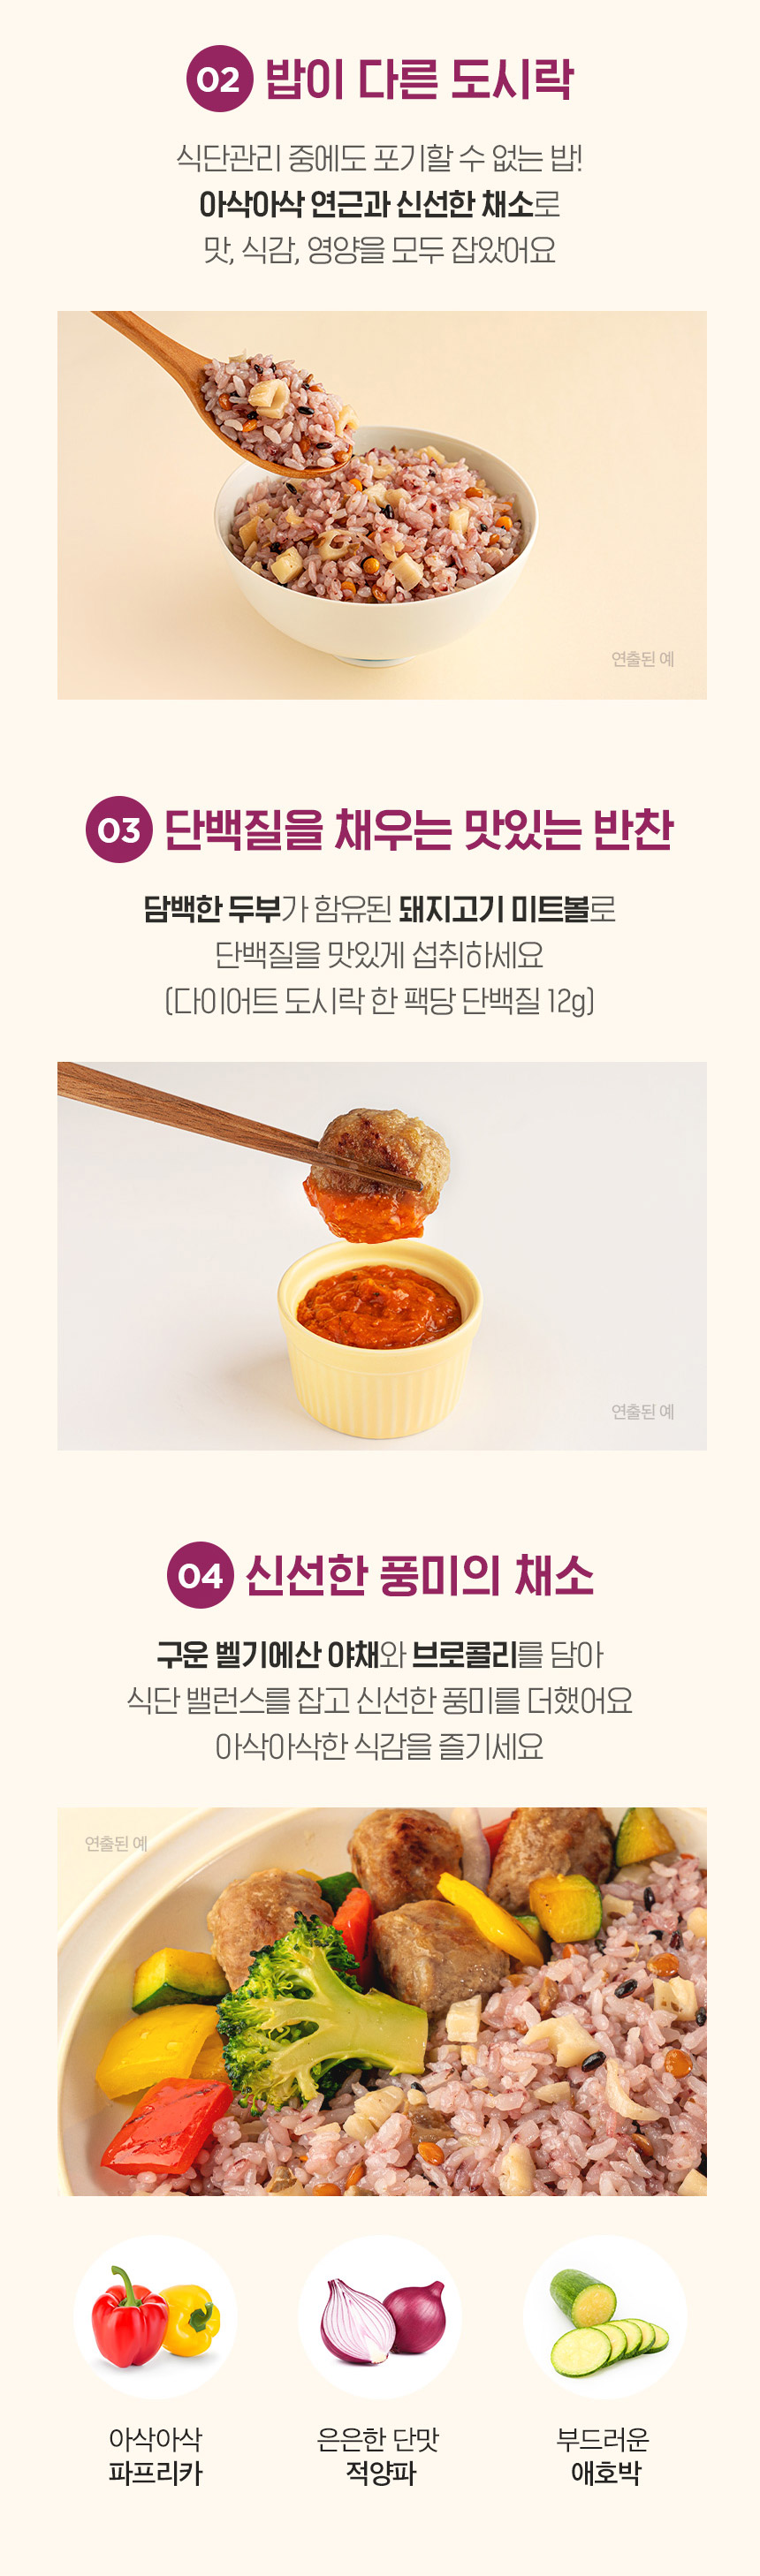 02 밥이 다른 도시락
식단관리 중에도 포기할 수 없는 밥!
아삭아삭 연근과 신선한 채소로
맛, 식감, 영양을 모두 잡았어요
연출된 예
03 단백질을 채우는 맛있는 반찬
담백한 두부가 함유된 돼지고기 미트볼로
단백질을 맛있게 섭취하세요
(다이어트 도시락 한 팩당 단백질 12g)
연출된 예
04 신선한 풍미의 채소
구운 벨기에산 야채와 브로콜리를 담아
식단 밸런스를 잡고 신선한 풍미를 더했어요
아삭아삭한 식감을 즐기세요
연출된 예
아삭아삭
파프리카
은은한 단맛
적양파
부드러운
애호박